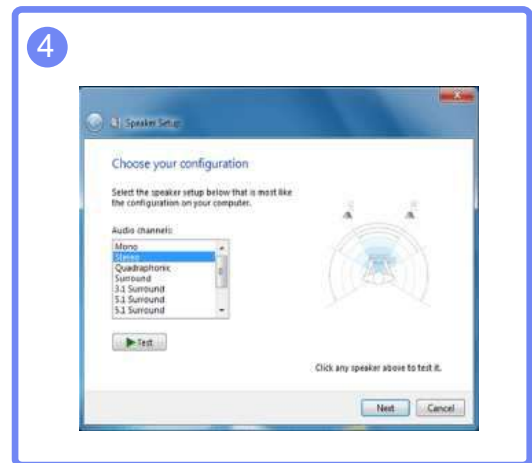 4
Speaker Setup
Choose your configuration
Select the speaker setup below that is most like
the configuration on your computer.
Audio channels:
Mono
Stereo
Quadraphonic
Surround
3.1 Surround
5.1 Surround
5.1 Surround
Test
Click any speaker above to test it.
Next
Cancel